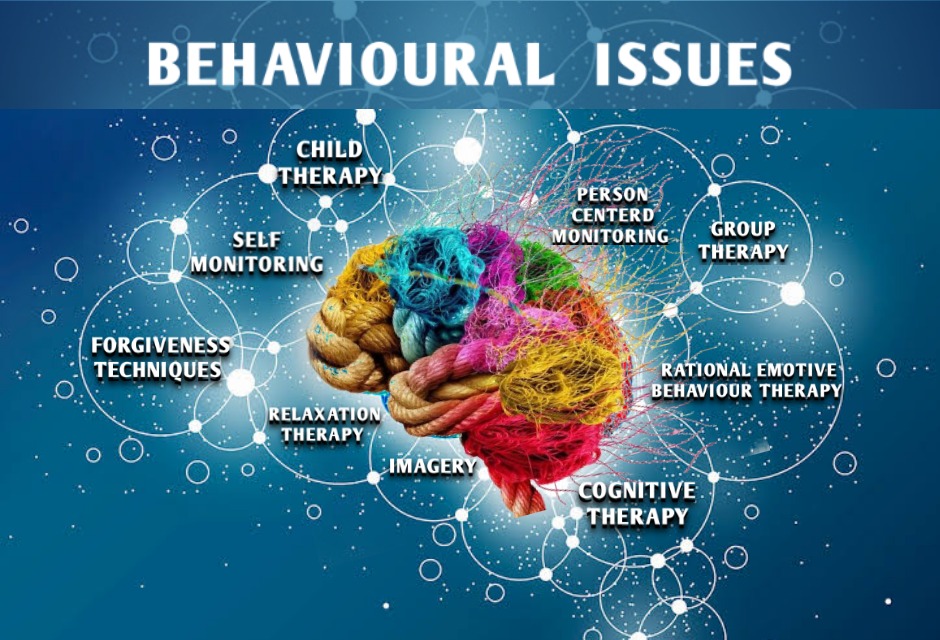 BEHAVIOURAL ISSUES
CHILD
THERAPY
PERSON
CENTERD
MONITORING
GROUP
THERAPY
SELF
MONITORING
FORGIVENESS
TECHNIQUES
RATIONAL EMOTIVE
BEHAVIOUR THERAPY
RELAXATION
THERAPY
IMAGERY
COGNITIVE
THERAPY